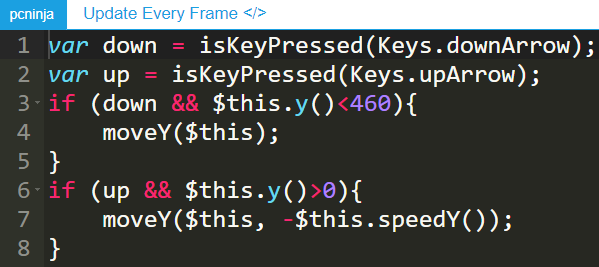 pcninja Update Every Frame </>
1 var down = isKeyPressed(Keys.downArrow);
2 var up = isKeyPressed(Keys.upArrow);
3 if (down && $this.y()<460){
4     moveY($this);
5 }
6 if (up && $this.y()>0){
7     moveY($this, -$this.speedY());
8 }